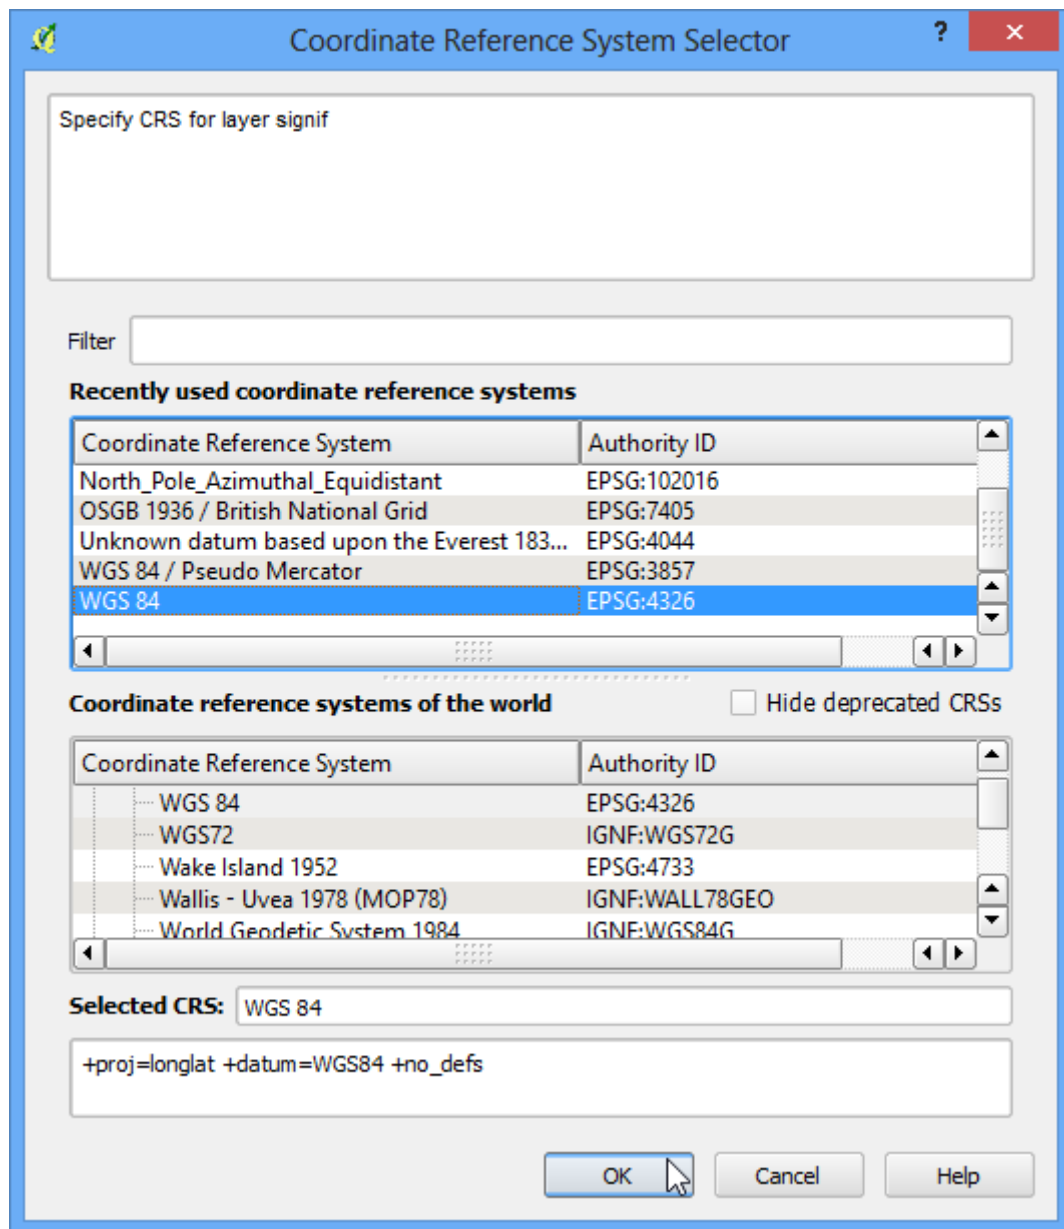 Coordinate Reference System Selector ?
Specify CRS for layer signif
Filter
Recently used coordinate reference systems
Coordinate Reference System Authority ID
North_Pole_Azimuthal_Equidistant EPSG:102016
OSGB 1936 / British National Grid EPSG:7405
Unknown datum based upon the Everest 183... EPSG:4044
WGS 84 / Pseudo Mercator EPSG:3857
WGS 84 EPSG:4326
Coordinate reference systems of the world Hide deprecated CRSs
Coordinate Reference System Authority ID
WGS 84 EPSG:4326
WGS72 IGNF:WGS72G
Wake Island 1952 EPSG:4733
Wallis - Uvea 1978 (MOP78) IGNF:WALL78GEO
World Geodetic System 1984 IGNF:WGS84G
Selected CRS: WGS 84
+proj=longlat +datum=WGS84 +no_defs
OK Cancel Help